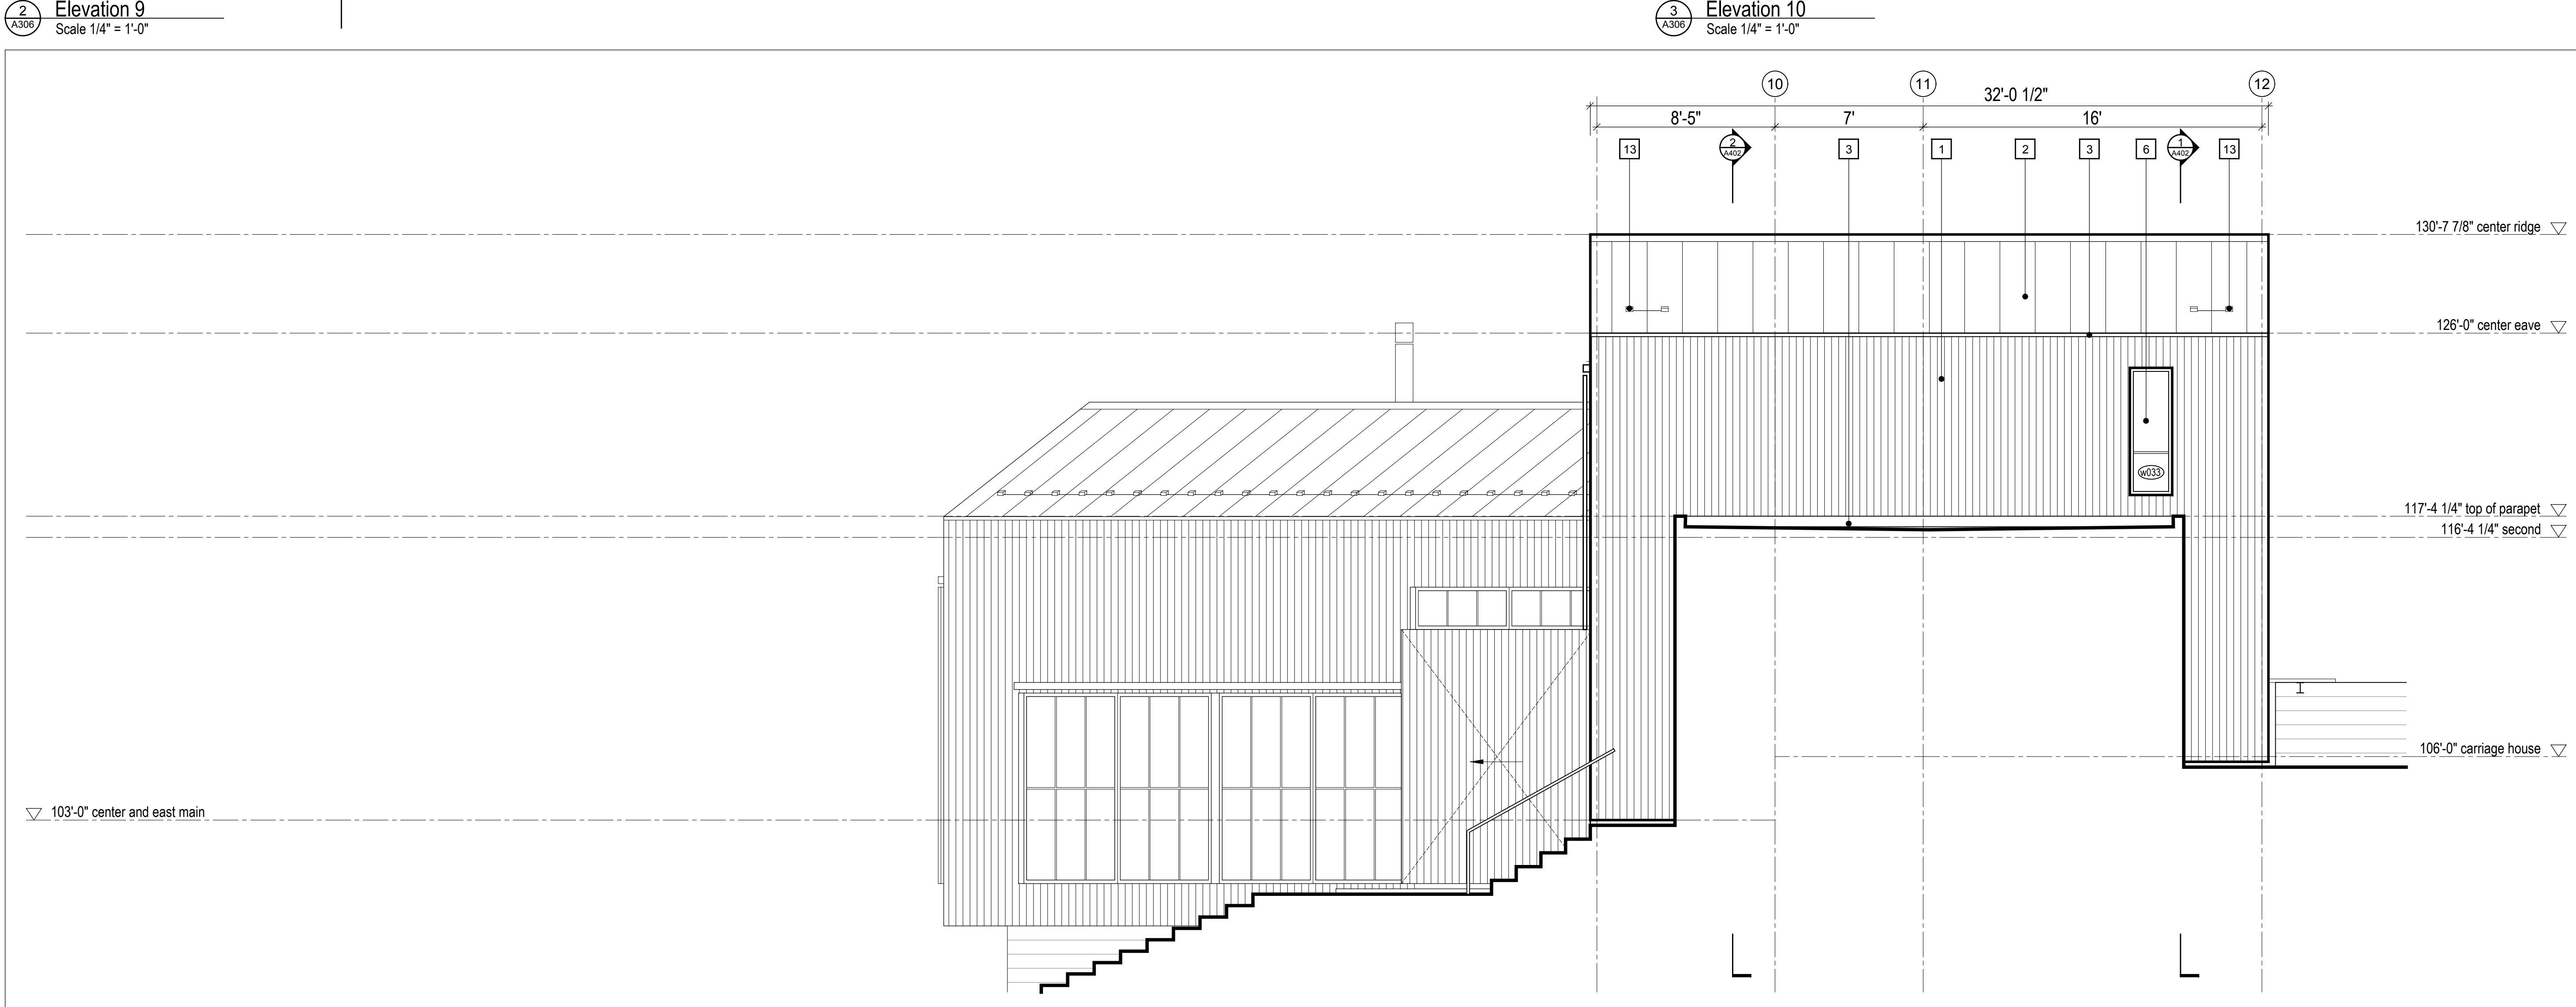 2
A306
Elevation 9
Scale 1/4" = 1'-0"
3
A306
Elevation 10
Scale 1/4" = 1'-0"
10
11
12
32'-0 1/2"
8'-5"
7'
16'
13
2
A402
3
1
2
3
6
1
A402
13
130'-7 7/8" center ridge
126'-0" center eave
w033
117'-4 1/4" top of parapet
116'-4 1/4" second
106'-0" carriage house
103'-0" center and east main